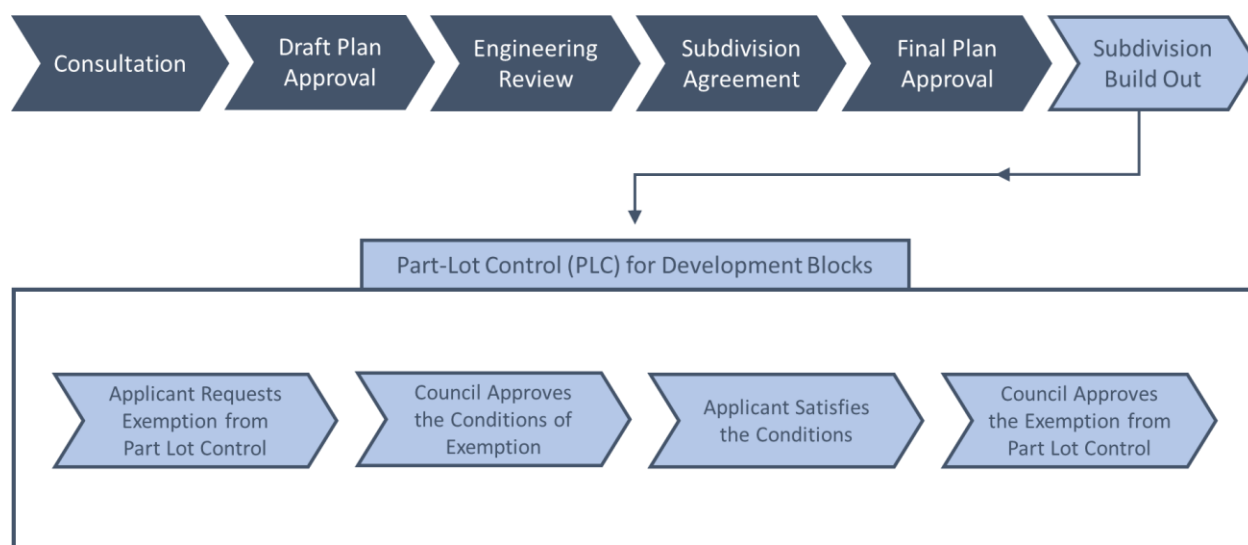 Consultation
Draft Plan
Approval
Engineering
Review
Subdivision
Agreement
Final Plan
Approval
Subdivision
Build Out
Part-Lot Control (PLC) for Development Blocks
Applicant Requests
Exemption from
Part Lot Control
Council Approves
the Conditions of
Exemption
Applicant Satisfies
the Conditions
Council Approves
the Exemption from
Part Lot Control